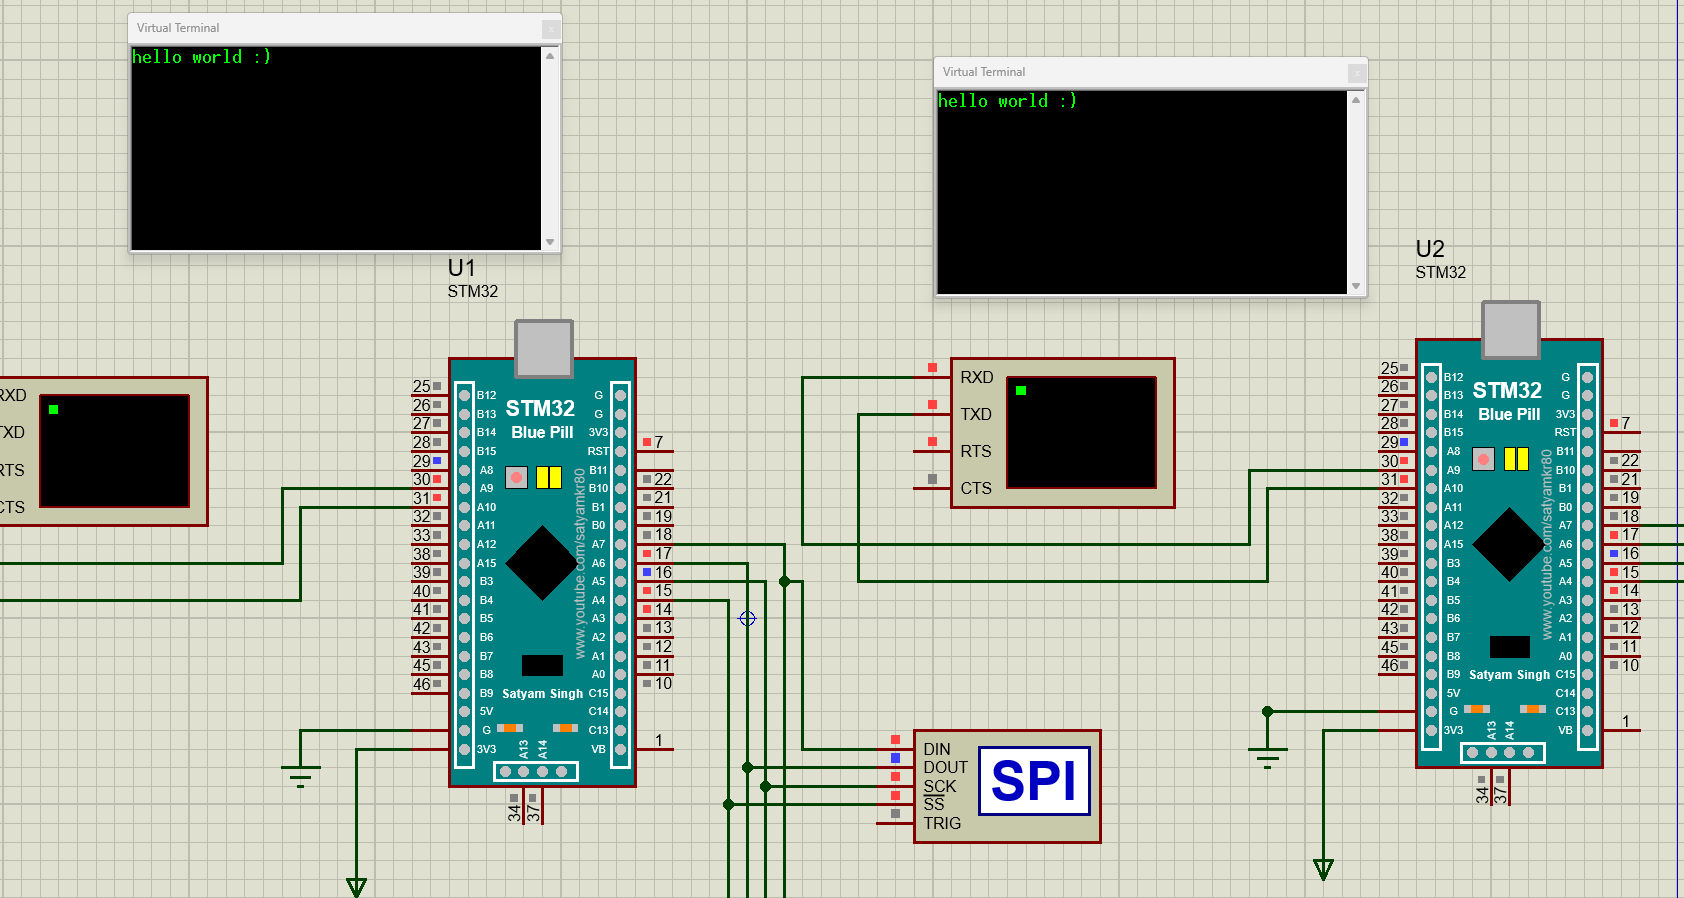 Virtual Terminal
x
hello world :)
Virtual Terminal
x
hello world :)
U1
STM32
U2
STM32
RXD
TXD
RTS
CTS
25 B12
26 B13
27 B14
28 B15
29 A8
30 A9
31 A10
32 A11
33 A12
38 A15
39 B3
40 B4
41 B5
42 B6
43 B7
45 B8
46 B9
5V
G
3V3
STM32
Blue Pill
www.youtube.com/satyamkr80
Satyam Singh
A13
A14
34
37
G
G
3V3
RST 7
B11
B10 22
B1 21
B0 19
A7 18
A6 17
A5 16
A4 15
A3 14
A2 13
A1 12
A0 11
C15 10
C14
C13
VB 1
RXD
TXD
RTS
CTS
DIN
DOUT
SCK
SS
TRIG
SPI
25 B12
26 B13
27 B14
28 B15
29 A8
30 A9
31 A10
32 A11
33 A12
38 A15
39 B3
40 B4
41 B5
42 B6
43 B7
45 B8
46
5V
G
3V3
STM32
Blue Pill
www.youtube.com/satyamkr80
Satyam Singh
A13
A14
34
37
G
G
3V3
RST 7
B11
B10 22
B1 21
B0 19
A7 18
A6 17
A5 16
A4 15
A3 14
A2 13
A1 12
A0 11
C15 10
C14
C13
VB 1